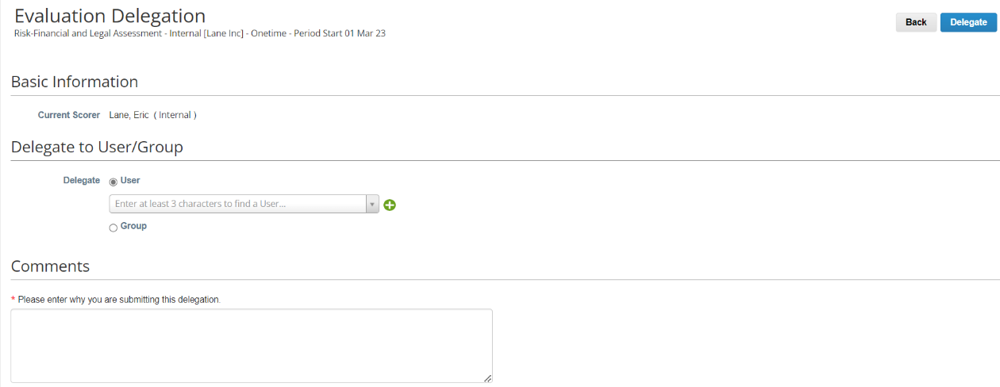 Evaluation Delegation
Risk-Financial and Legal Assessment - Internal [Lane Inc] - Onetime - Period Start 01 Mar 23
Back Delegate
Basic Information
Current Scorer Lane, Eric ( Internal )
Delegate to User/Group
Delegate User
Enter at least 3 characters to find a User...
Group
Comments
* Please enter why you are submitting this delegation.